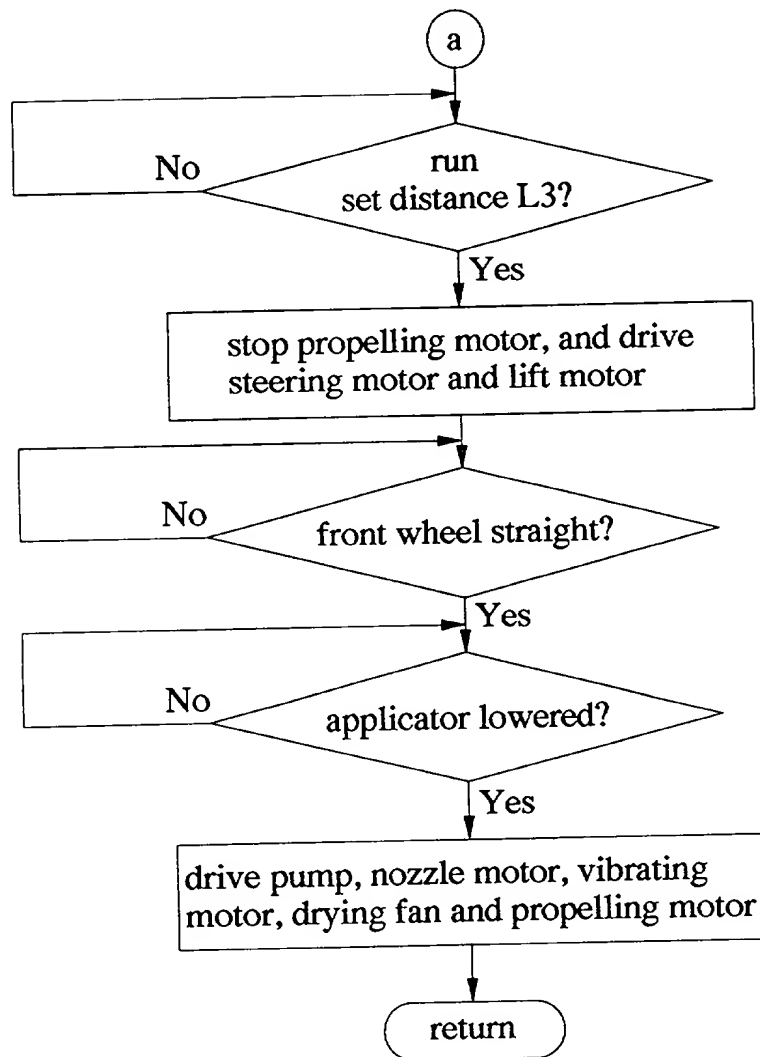 a
run
set distance L3?
No
Yes
stop propelling motor, and drive
steering motor and lift motor
No
front wheel straight?
Yes
No
applicator lowered?
Yes
drive pump, nozzle motor, vibrating
motor, drying fan and propelling motor
return